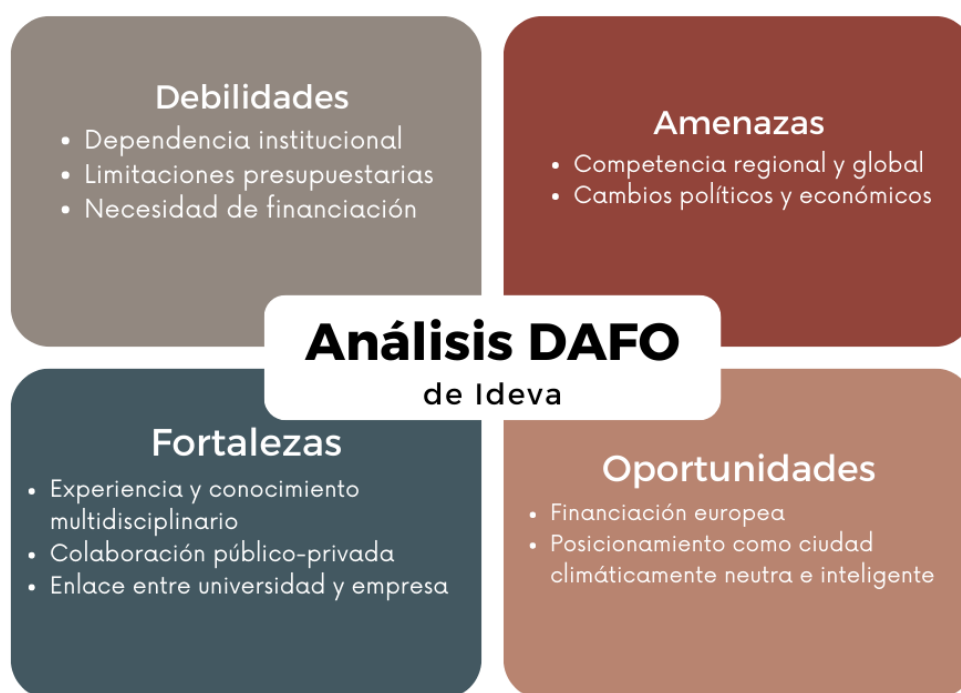 Debilidades
• Dependencia institucional
• Limitaciones presupuestarias
• Necesidad de financiación
Amenazas
• Competencia regional y global
• Cambios políticos y económicos
Análisis DAFO
de Ideva
Fortalezas
• Experiencia y conocimiento
multidisciplinario
• Colaboración público-privada
• Enlace entre universidad y empresa
Oportunidades
• Financiación europea
• Posicionamiento como ciudad
climáticamente neutra e inteligente